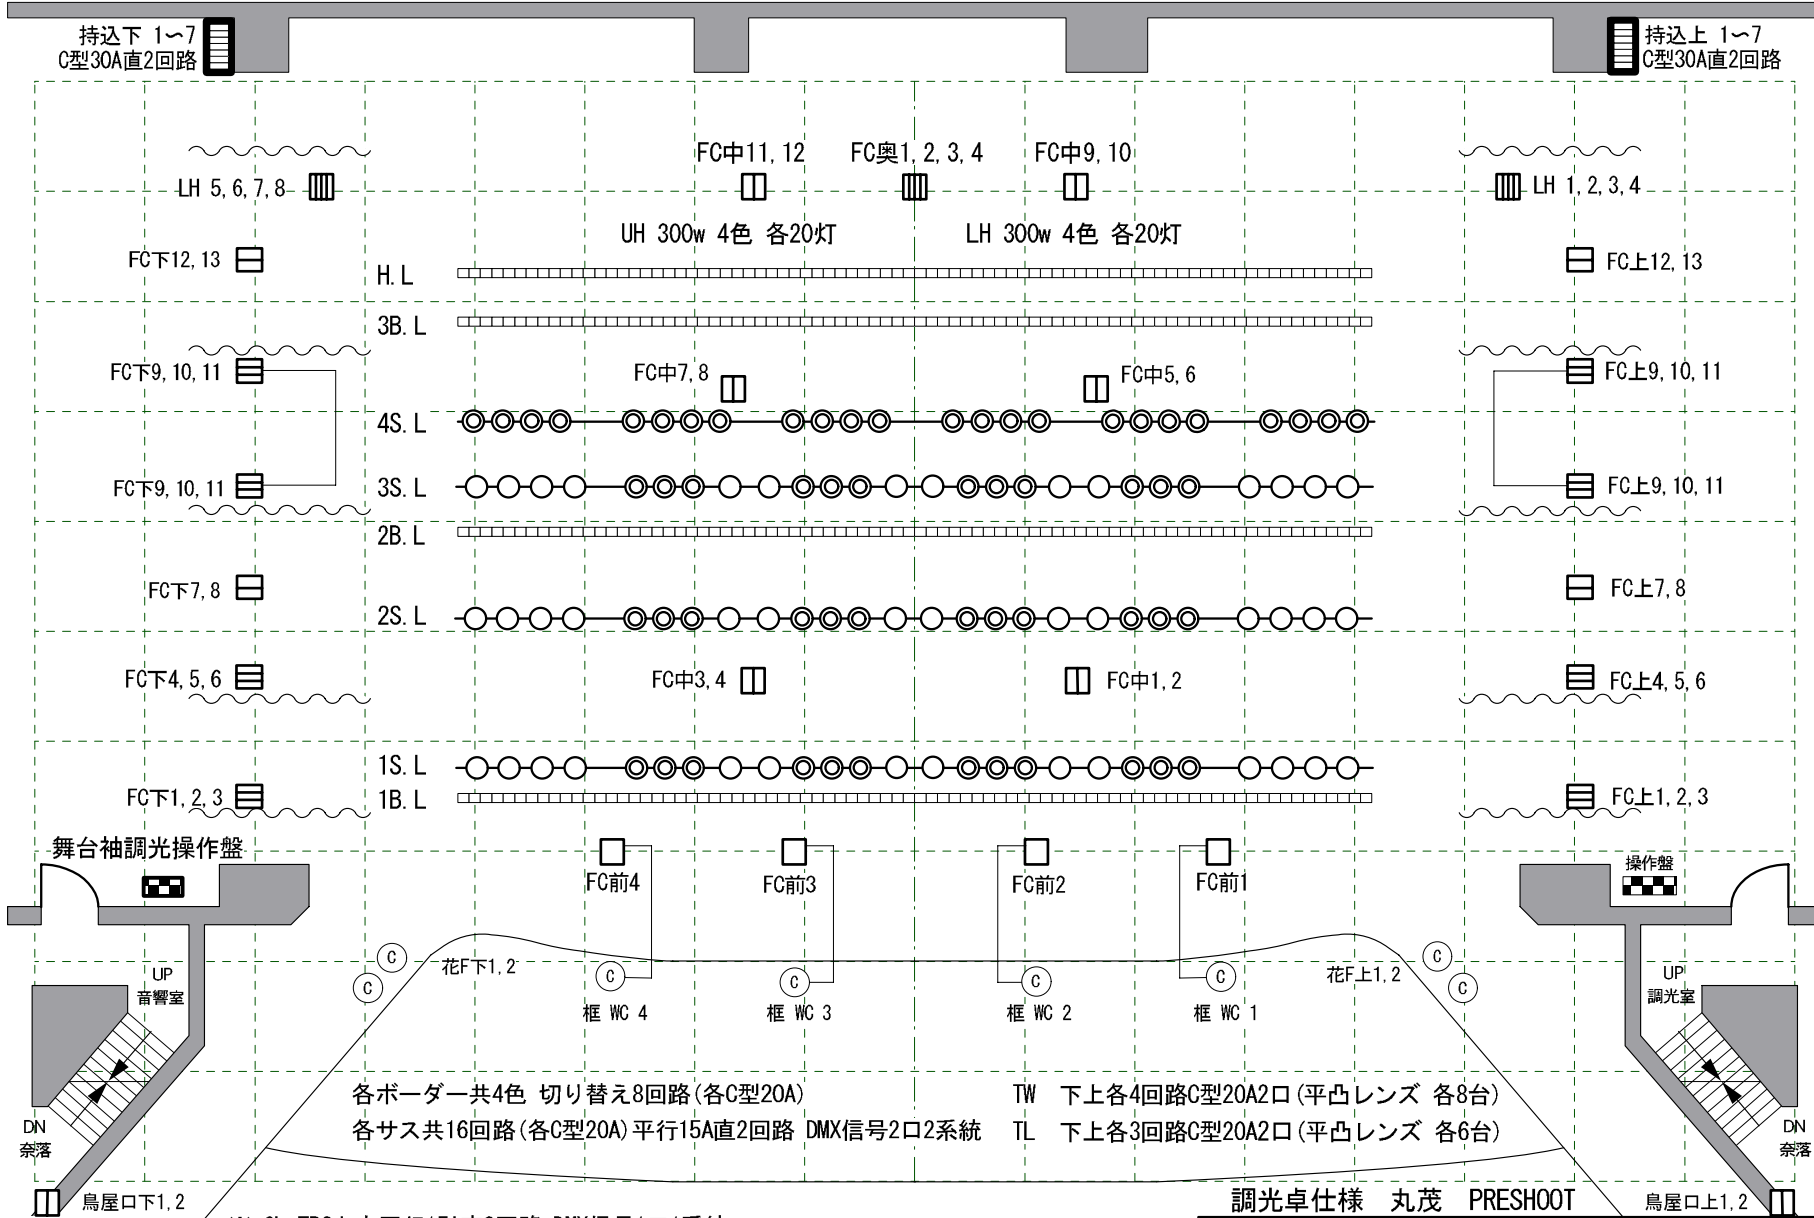 持込下 1~7
C型30A直2回路
持込上 1~7
C型30A直2回路
FC中11,12
FC奥1,2,3,4
FC中9,10
LH 5,6,7,8
LH 1,2,3,4
UH 300w 4色 各20灯
LH 300w 4色 各20灯
FC下12,13
FC上12,13
H.L
3B.L
FC下9,10,11
FC中7,8
FC中5,6
FC上9,10,11
4S.L
FC下9,10,11
3S.L
FC上9,10,11
2B.L
FC下7,8
FC上7,8
2S.L
FC下4,5,6
FC中3,4
FC中1,2
FC上4,5,6
1S.L
FC下1,2,3
1B.L
FC上1,2,3
舞台袖調光操作盤
操作盤
FC前4
FC前3
FC前2
FC前1
C
C
花F下1,2
C
C
C
C
花F上1,2
C
C
UP
音響室
UP
調光室
框 WC 4
框 WC 3
框 WC 2
框 WC 1
各ボーダー共4色 切り替え8回路(各C型20A)
TW 下上各4回路C型20A2口(平凸レンズ 各8台)
各サス共16回路(各C型20A)平行15A直2回路 DMX信号2口2系統
TL 下上各3回路C型20A2口(平凸レンズ 各6台)
DN
奈落
DN
奈落
鳥屋口下1,2
調光卓仕様 丸茂 PRESHOOT
鳥屋口上1,2